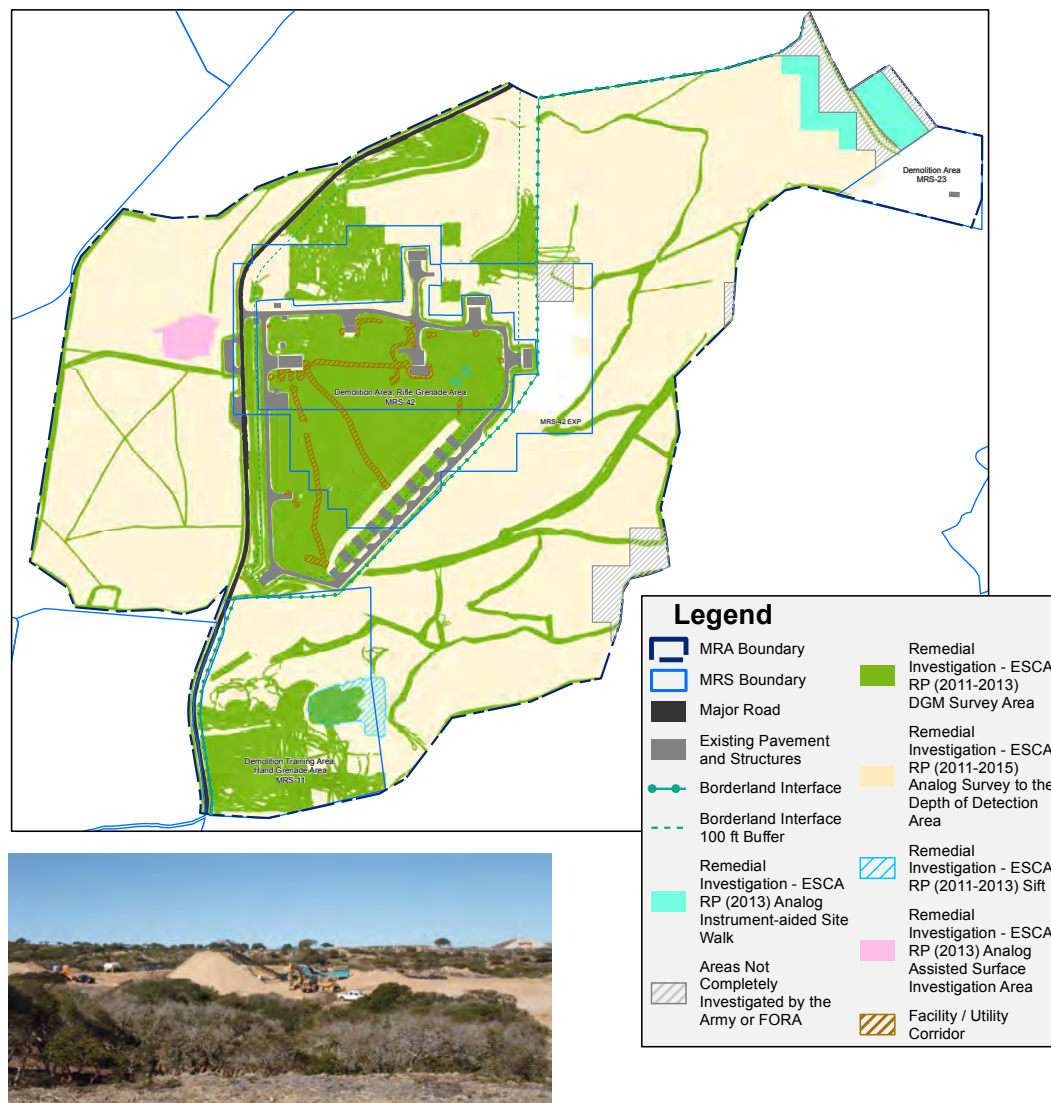 Demolition Area
MRS-23
Demolition Area, Rifle Grenade Area
MRS-42
MRS-42 EXP
Demolition Training Area,
Hand Grenade Area
MRS-11
Legend
MRA Boundary
MRS Boundary
Major Road
Existing Pavement
and Structures
Borderland Interface
Borderland Interface
100 ft Buffer
Remedial
Investigation - ESCA
RP (2013) Analog
Instrument-aided Site
Walk
Areas Not
Completely
Investigated by the
Army or FORA
Remedial
Investigation - ESCA
RP (2011-2013)
DGM Survey Area
Remedial
Investigation - ESCA
RP (2011-2015)
Analog Survey to the
Depth of Detection
Area
Remedial
Investigation - ESCA
RP (2011-2013) Sift
Remedial
Investigation - ESCA
RP (2013) Analog
Assisted Surface
Investigation Area
Facility / Utility
Corridor